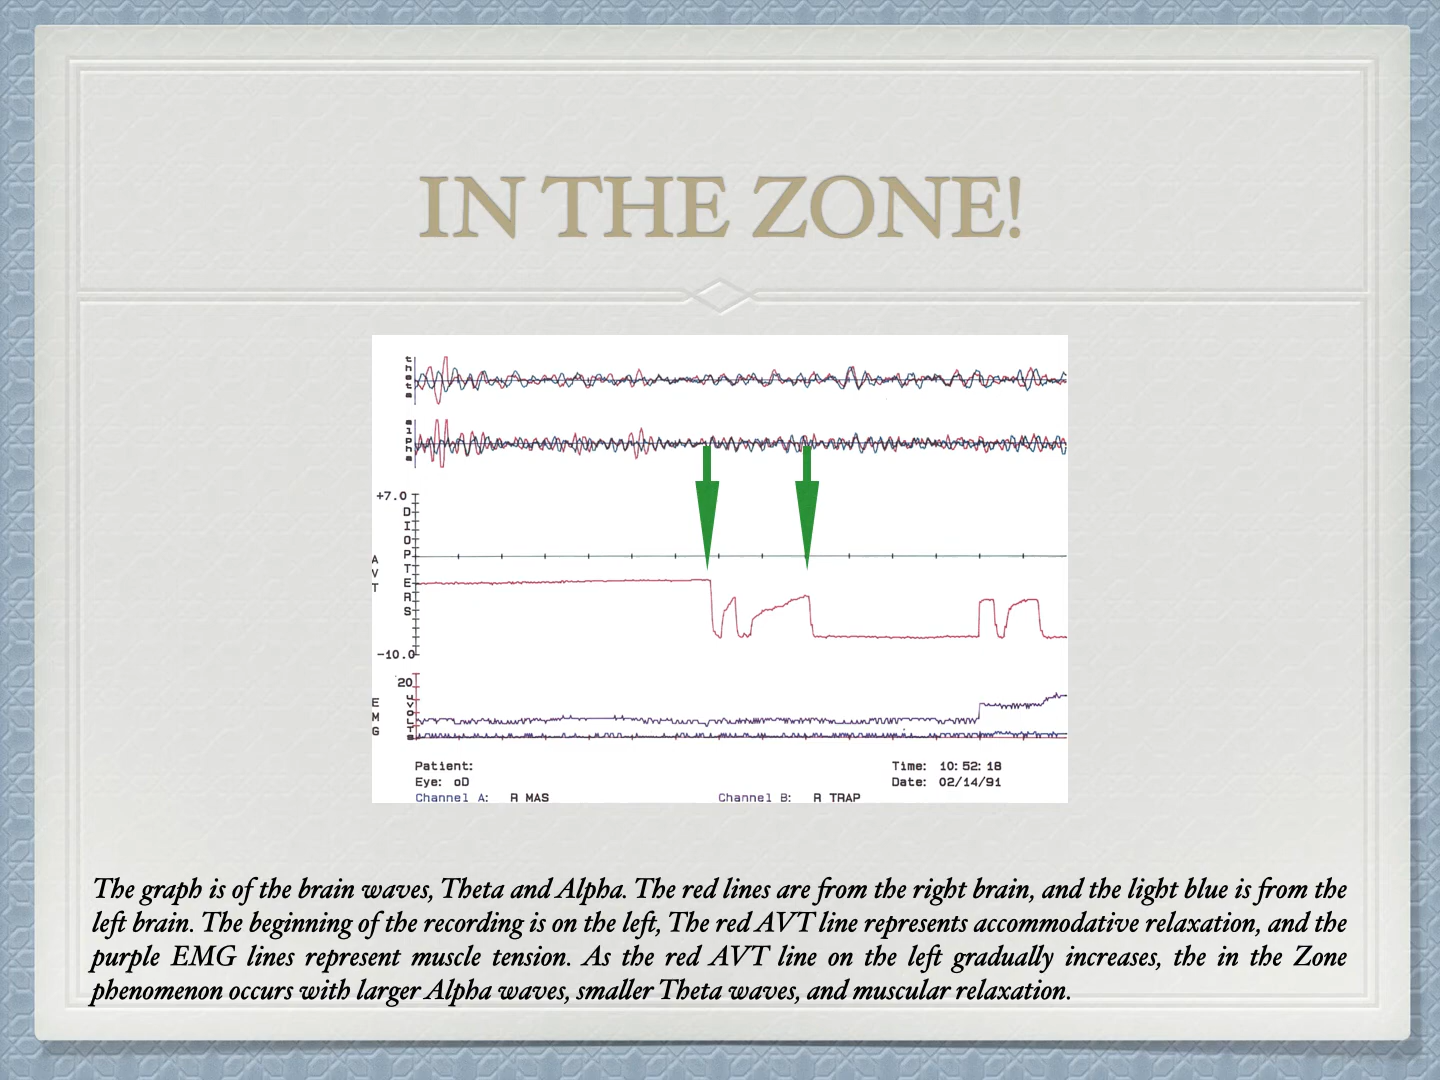 IN THE ZONE!
theta
alpha
+7.0
DIOPTERS
AVT
-10.0
20
uvolts
EMG
Patient:
Time: 10:52:18
Eye: oD
Date: 02/14/91
Channel A: R MAS
Channel B: R TRAP
The graph is of the brain waves, Theta and Alpha. The red lines are from the right brain, and the light blue is from the
left brain. The beginning of the recording is on the left, The red AVT line represents accommodative relaxation, and the
purple EMG lines represent muscle tension. As the red AVT line on the left gradually increases, the in the Zone
phenomenon occurs with larger Alpha waves, smaller Theta waves, and muscular relaxation.